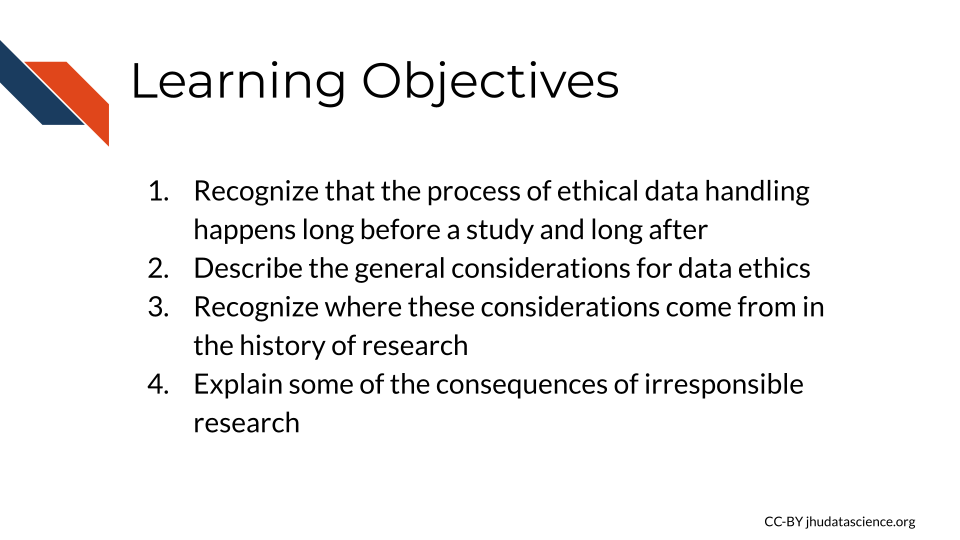 Learning Objectives
1. Recognize that the process of ethical data handling
happens long before a study and long after
2. Describe the general considerations for data ethics
3. Recognize where these considerations come from in
the history of research
4. Explain some of the consequences of irresponsible
research
CC-BY jhudatascience.org